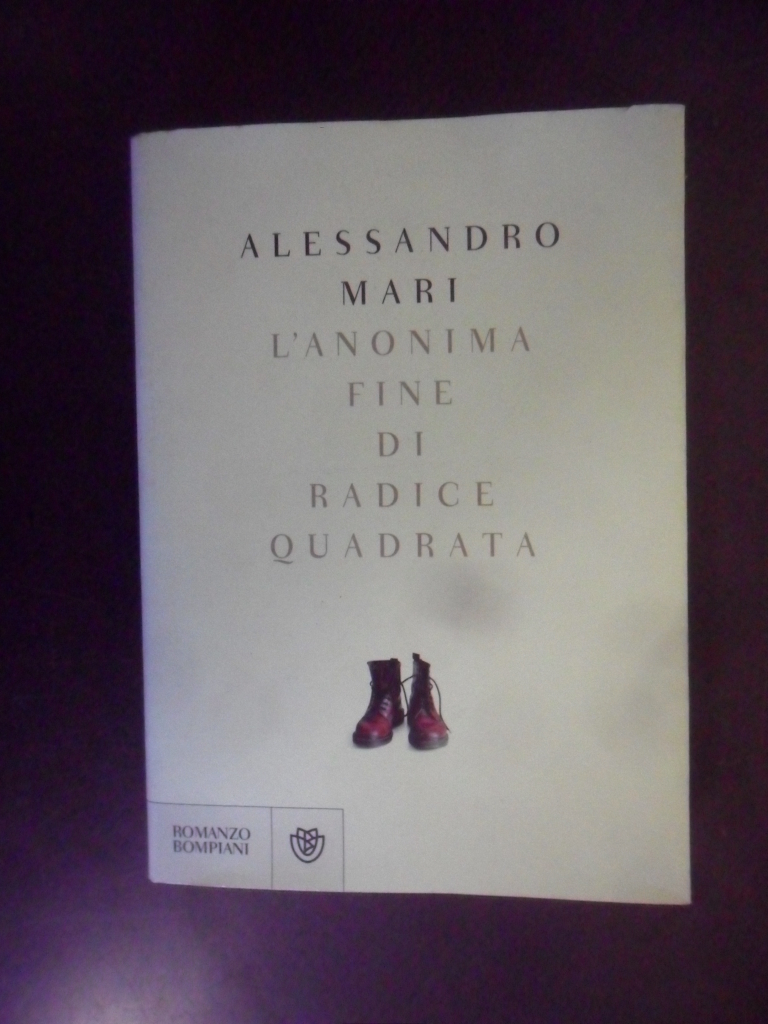 ALESSANDRO
MARI
L'ANONIMA
FINE
DI
RADICE
QUADRATA
ROMANZO
BOMPIANI